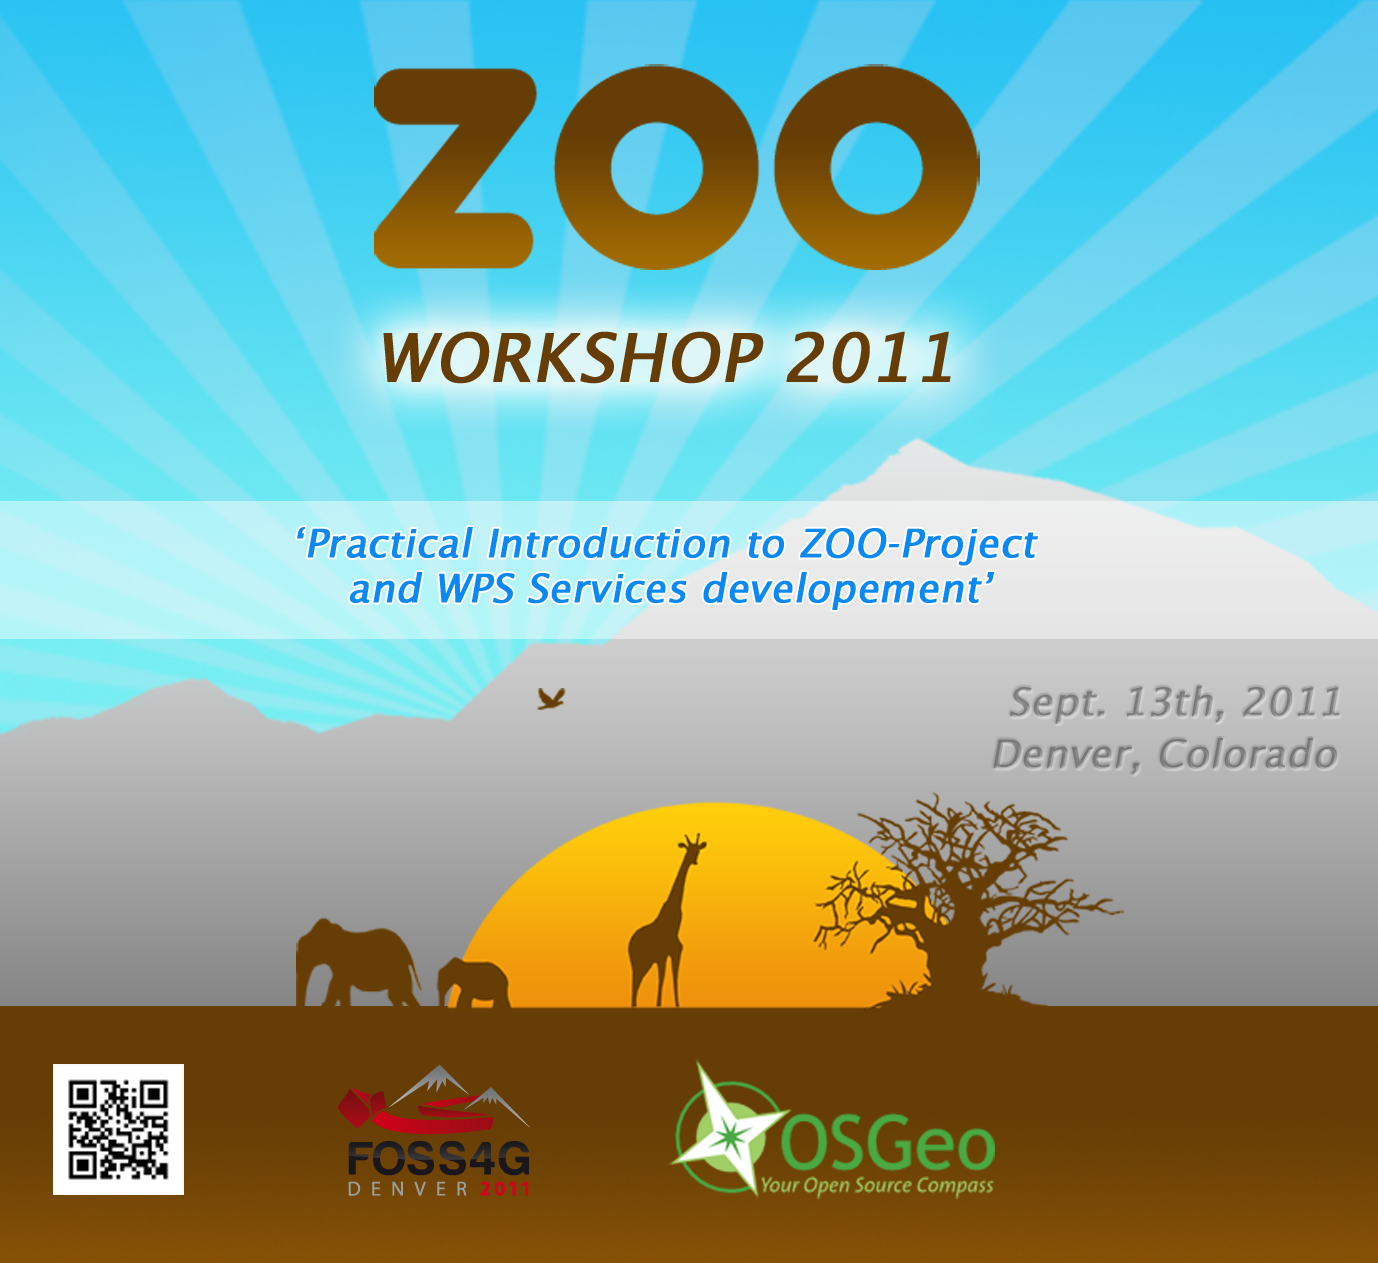 ZOO
WORKSHOP 2011
‘Practical Introduction to ZOO-Project
and WPS Services developement’
Sept. 13th, 2011
Denver, Colorado
FOSS4G
DENVER 2011
OSGeo
Your Open Source Compass